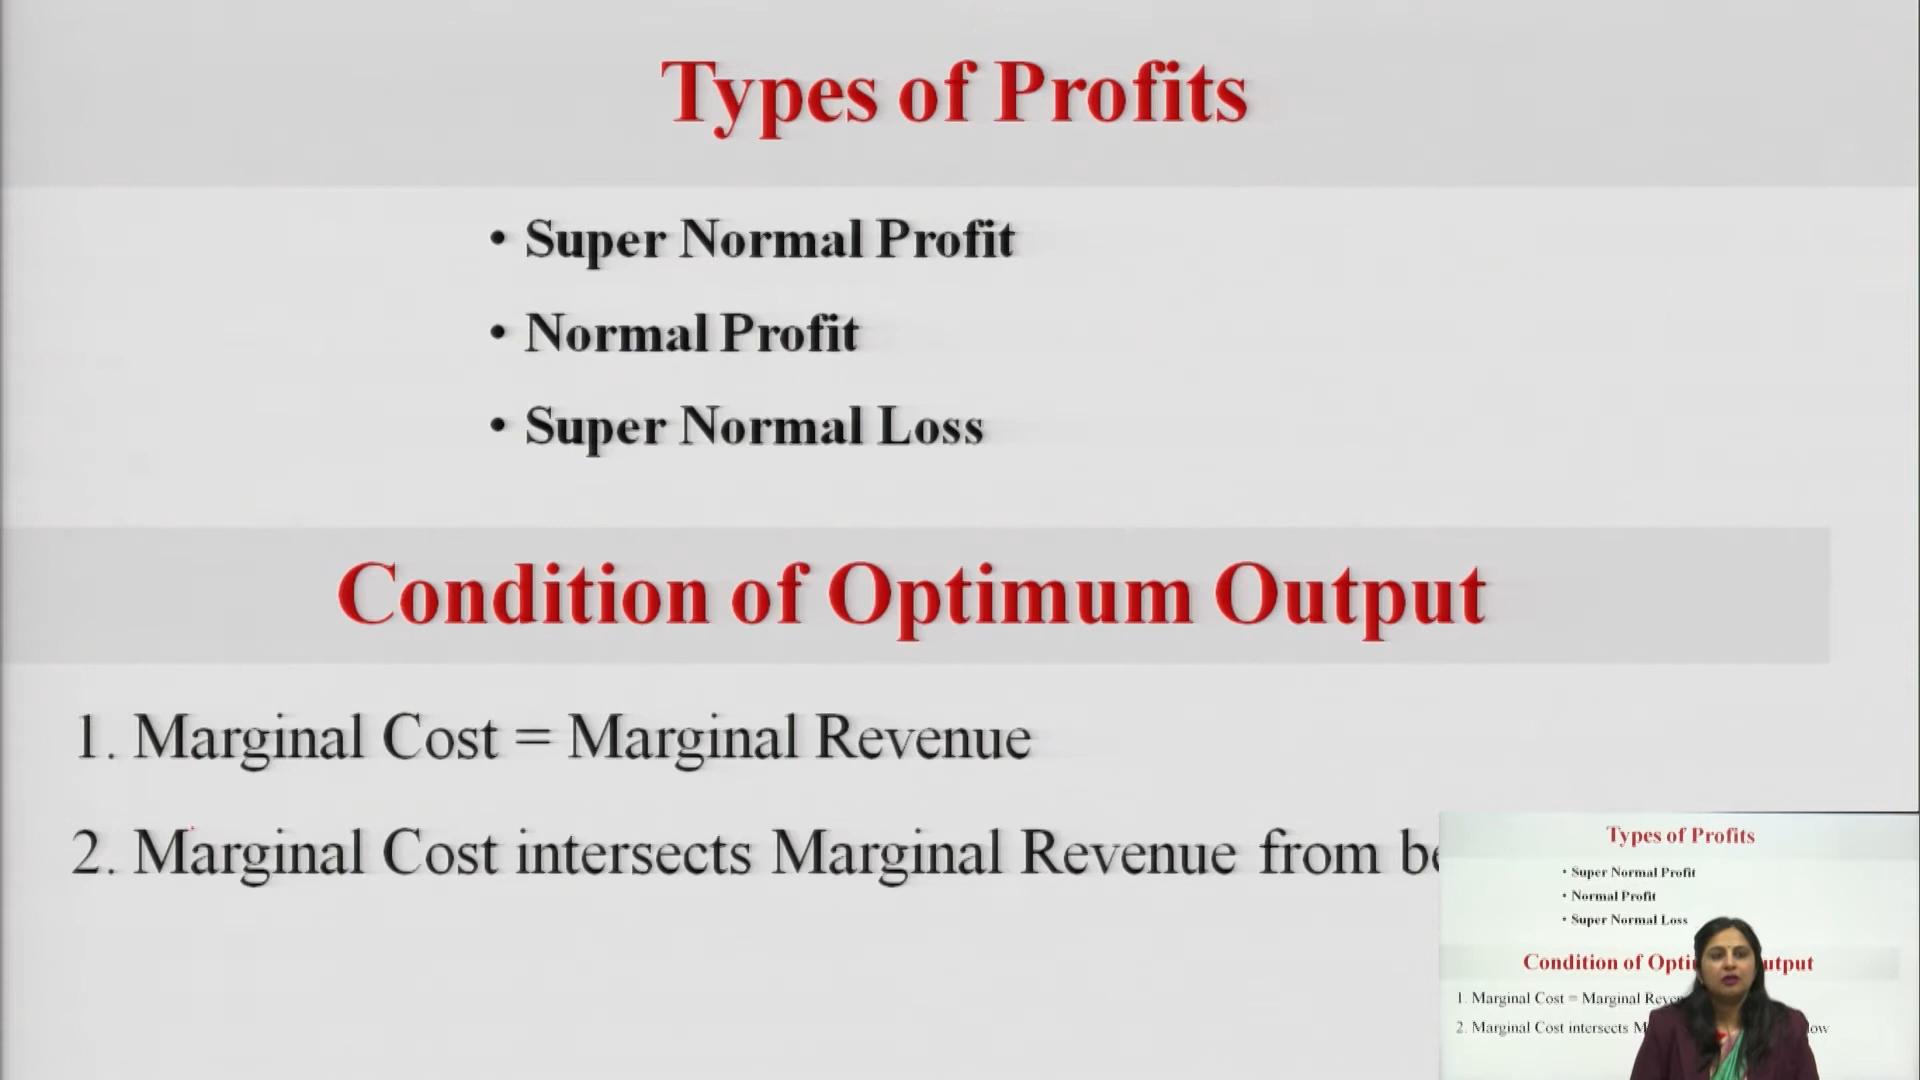 Types of Profits
• Super Normal Profit
• Normal Profit
• Super Normal Loss
Condition of Optimum Output
1. Marginal Cost = Marginal Revenue
2. Marginal Cost intersects Marginal Revenue from be
Types of Profits
• Super Normal Profit
• Normal Profit
• Super Normal Loss
Condition of Opti utput
1. Marginal Cost = Marginal Reven
2. Marginal Cost intersects M low